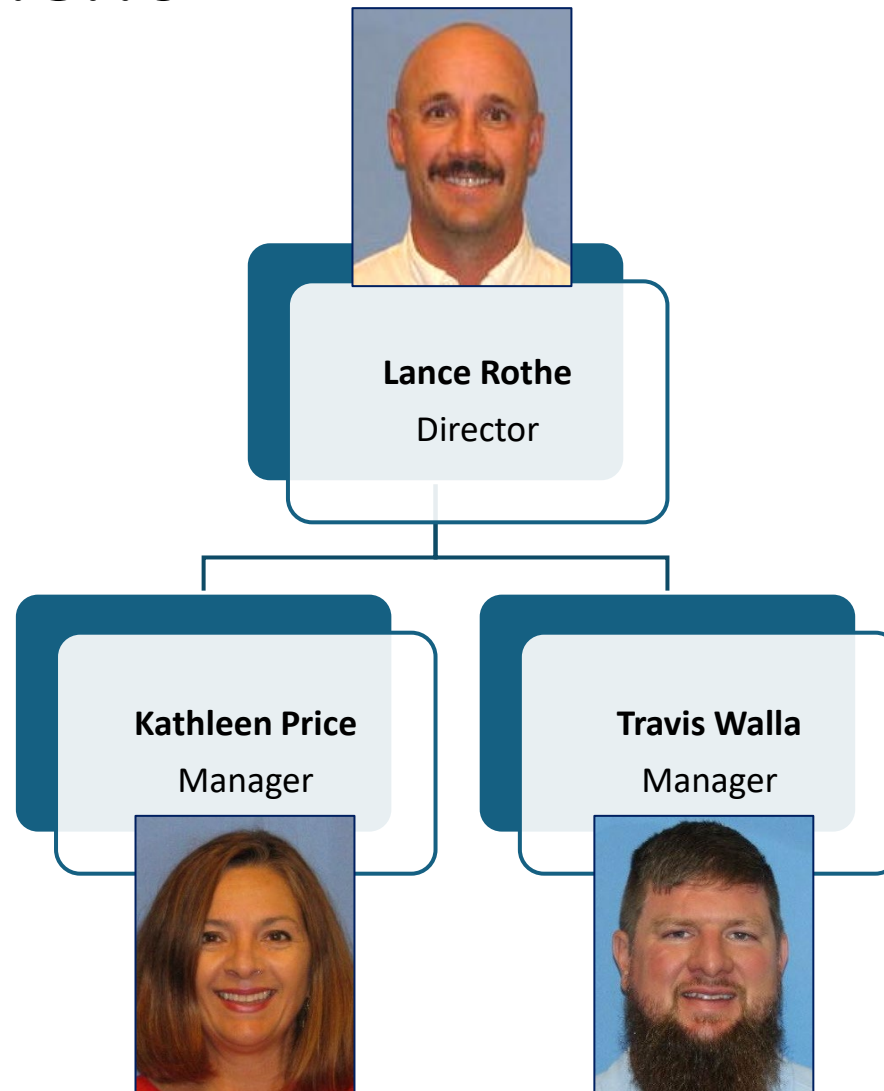 Lance Rothe
Director
Kathleen Price
Manager
Travis Walla
Manager